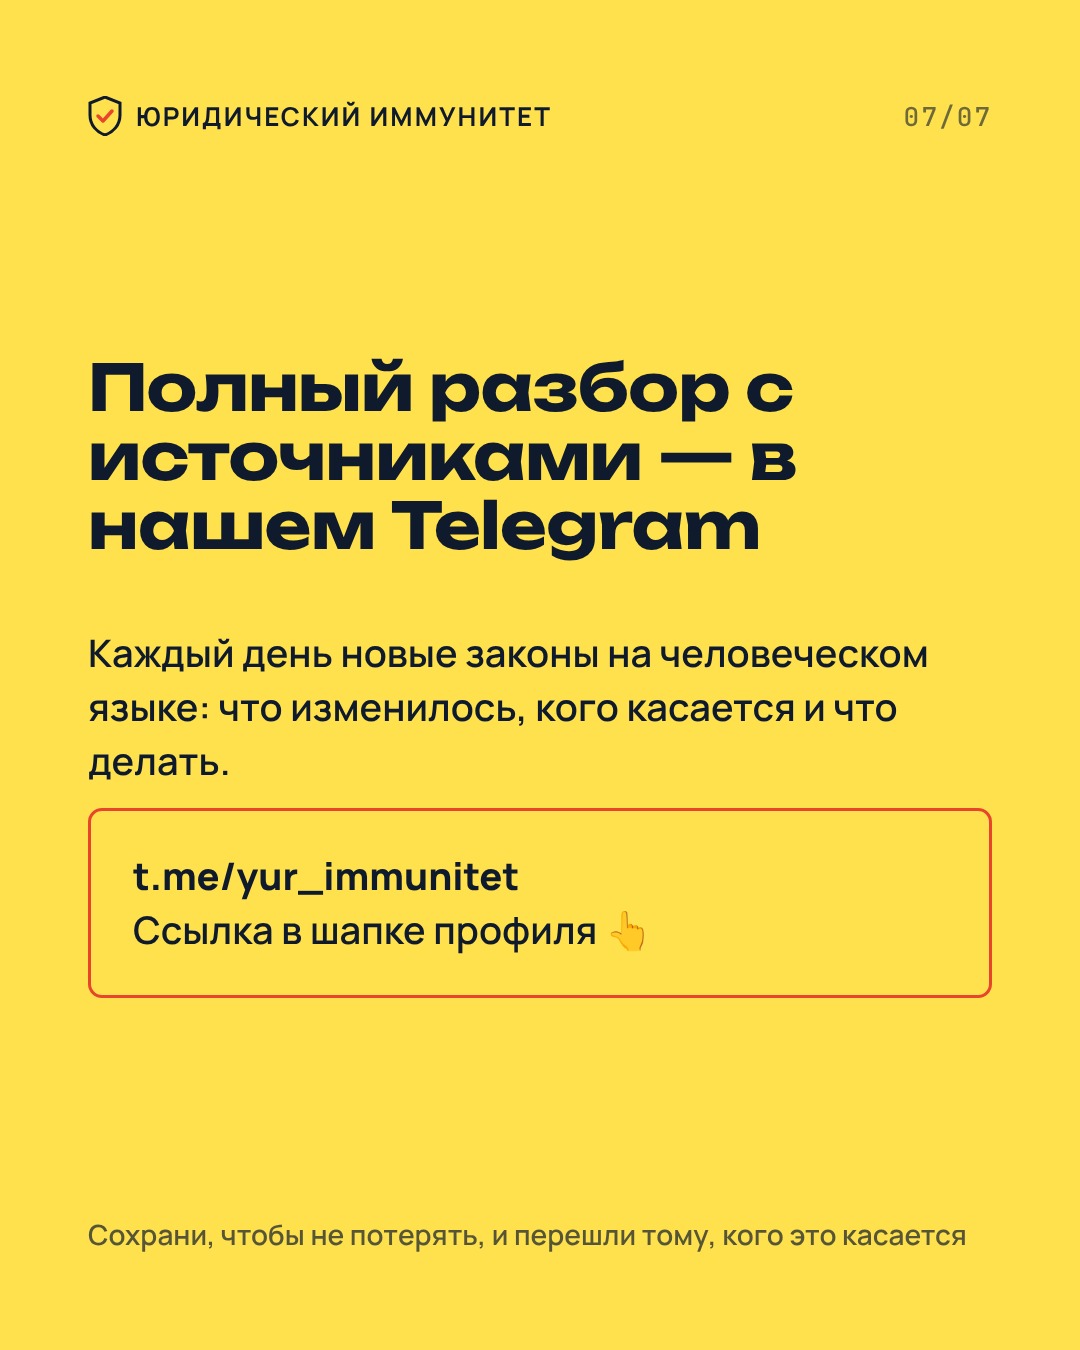 ЮРИДИЧЕСКИЙ ИММУНИТЕТ
07/07
Полный разбор с
источниками — в
нашем Telegram
Каждый день новые законы на человеческом
языке: что изменилось, кого касается и что
делать.
t.me/yur_immunitet
Ссылка в шапке профиля 👆
Сохрани, чтобы не потерять, и перешли тому, кого это касается